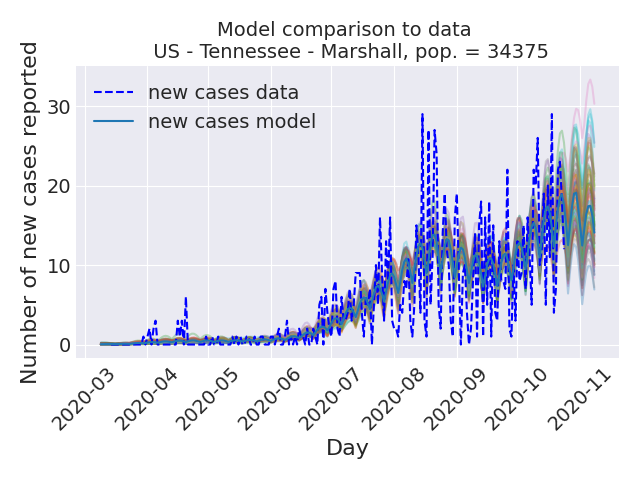 Model comparison to data
US - Tennessee - Marshall, pop. = 34375
Number of new cases reported
new cases data
new cases model
30
20
10
0
2020-03
2020-04
2020-05
2020-06
2020-07
2020-08
2020-09
2020-10
2020-11
Day